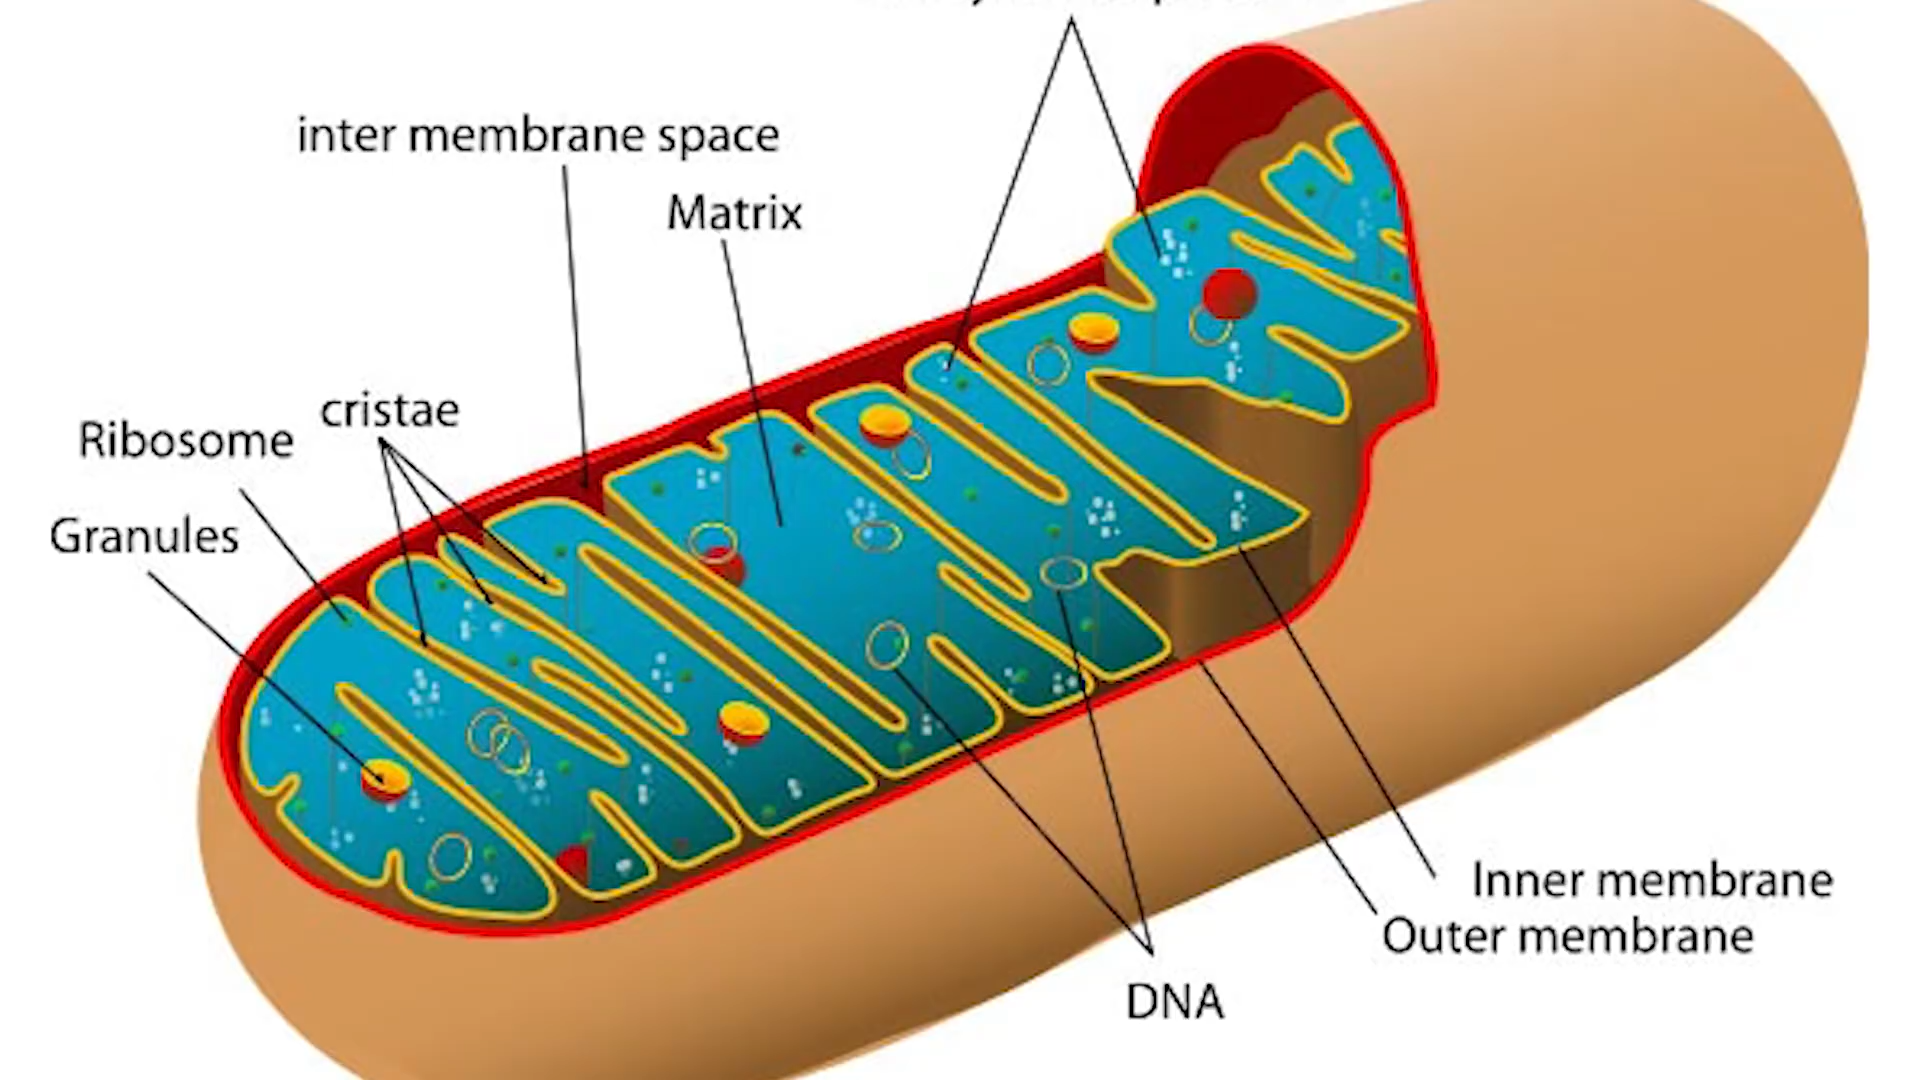 inter membrane space
Matrix
cristae
Ribosome
Granules
Inner membrane
Outer membrane
DNA